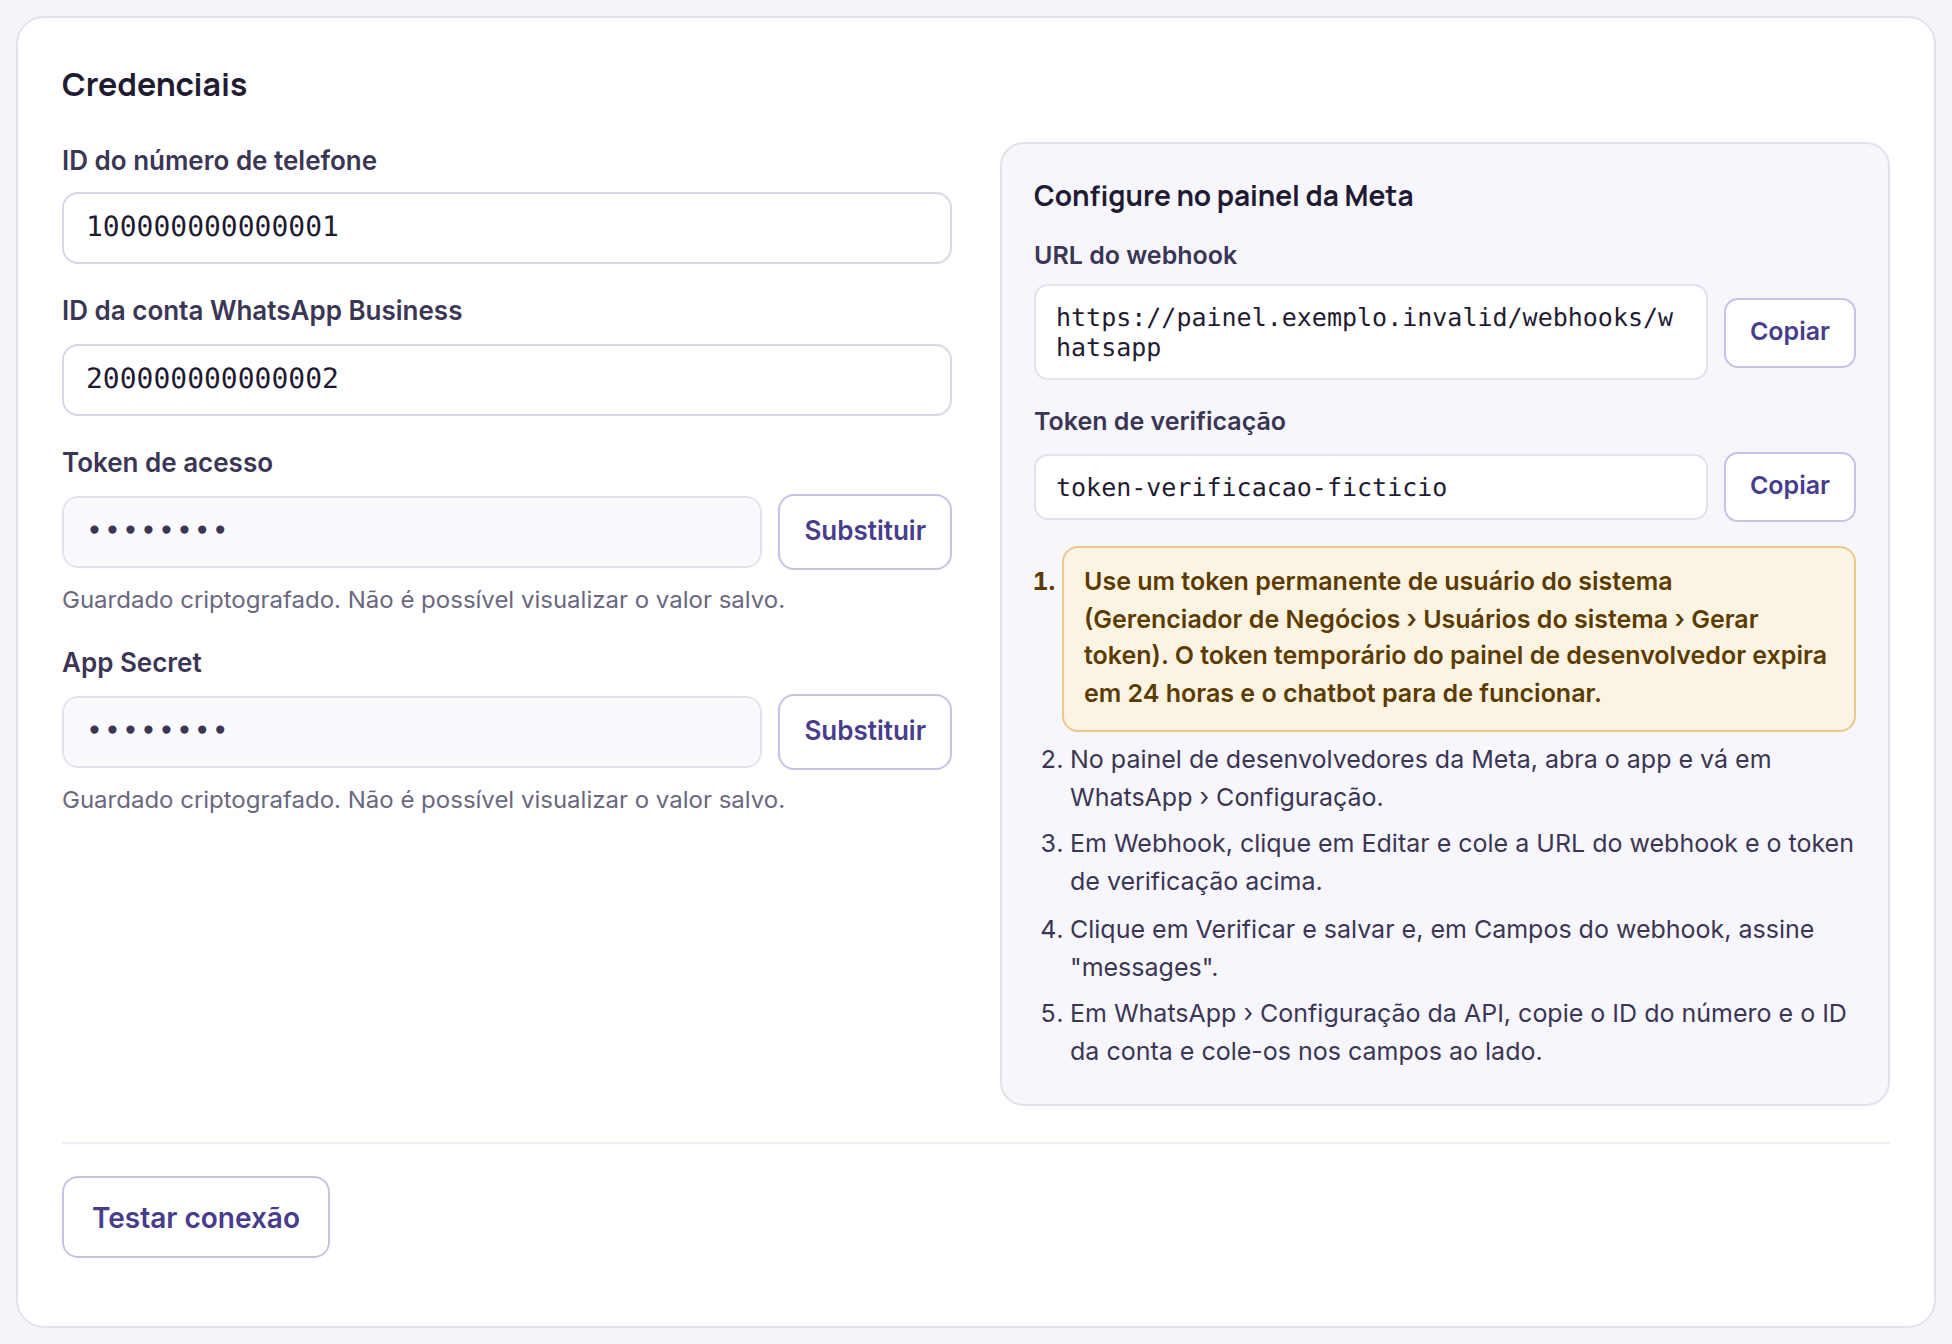 Credenciais
ID do número de telefone
100000000000001
ID da conta WhatsApp Business
200000000000002
Token de acesso
••••••••
Substituir
Guardado criptografado. Não é possível visualizar o valor salvo.
App Secret
••••••••
Substituir
Guardado criptografado. Não é possível visualizar o valor salvo.
Configure no painel da Meta
URL do webhook
https://painel.exemplo.invalid/webhooks/w
hatsapp
Copiar
Token de verificação
token-verificacao-ficticio
Copiar
1. Use um token permanente de usuário do sistema
(Gerenciador de Negócios › Usuários do sistema › Gerar
token). O token temporário do painel de desenvolvedor expira
em 24 horas e o chatbot para de funcionar.
2. No painel de desenvolvedores da Meta, abra o app e vá em
WhatsApp › Configuração.
3. Em Webhook, clique em Editar e cole a URL do webhook e o token
de verificação acima.
4. Clique em Verificar e salvar e, em Campos do webhook, assine
"messages".
5. Em WhatsApp › Configuração da API, copie o ID do número e o ID
da conta e cole-os nos campos ao lado.
Testar conexão